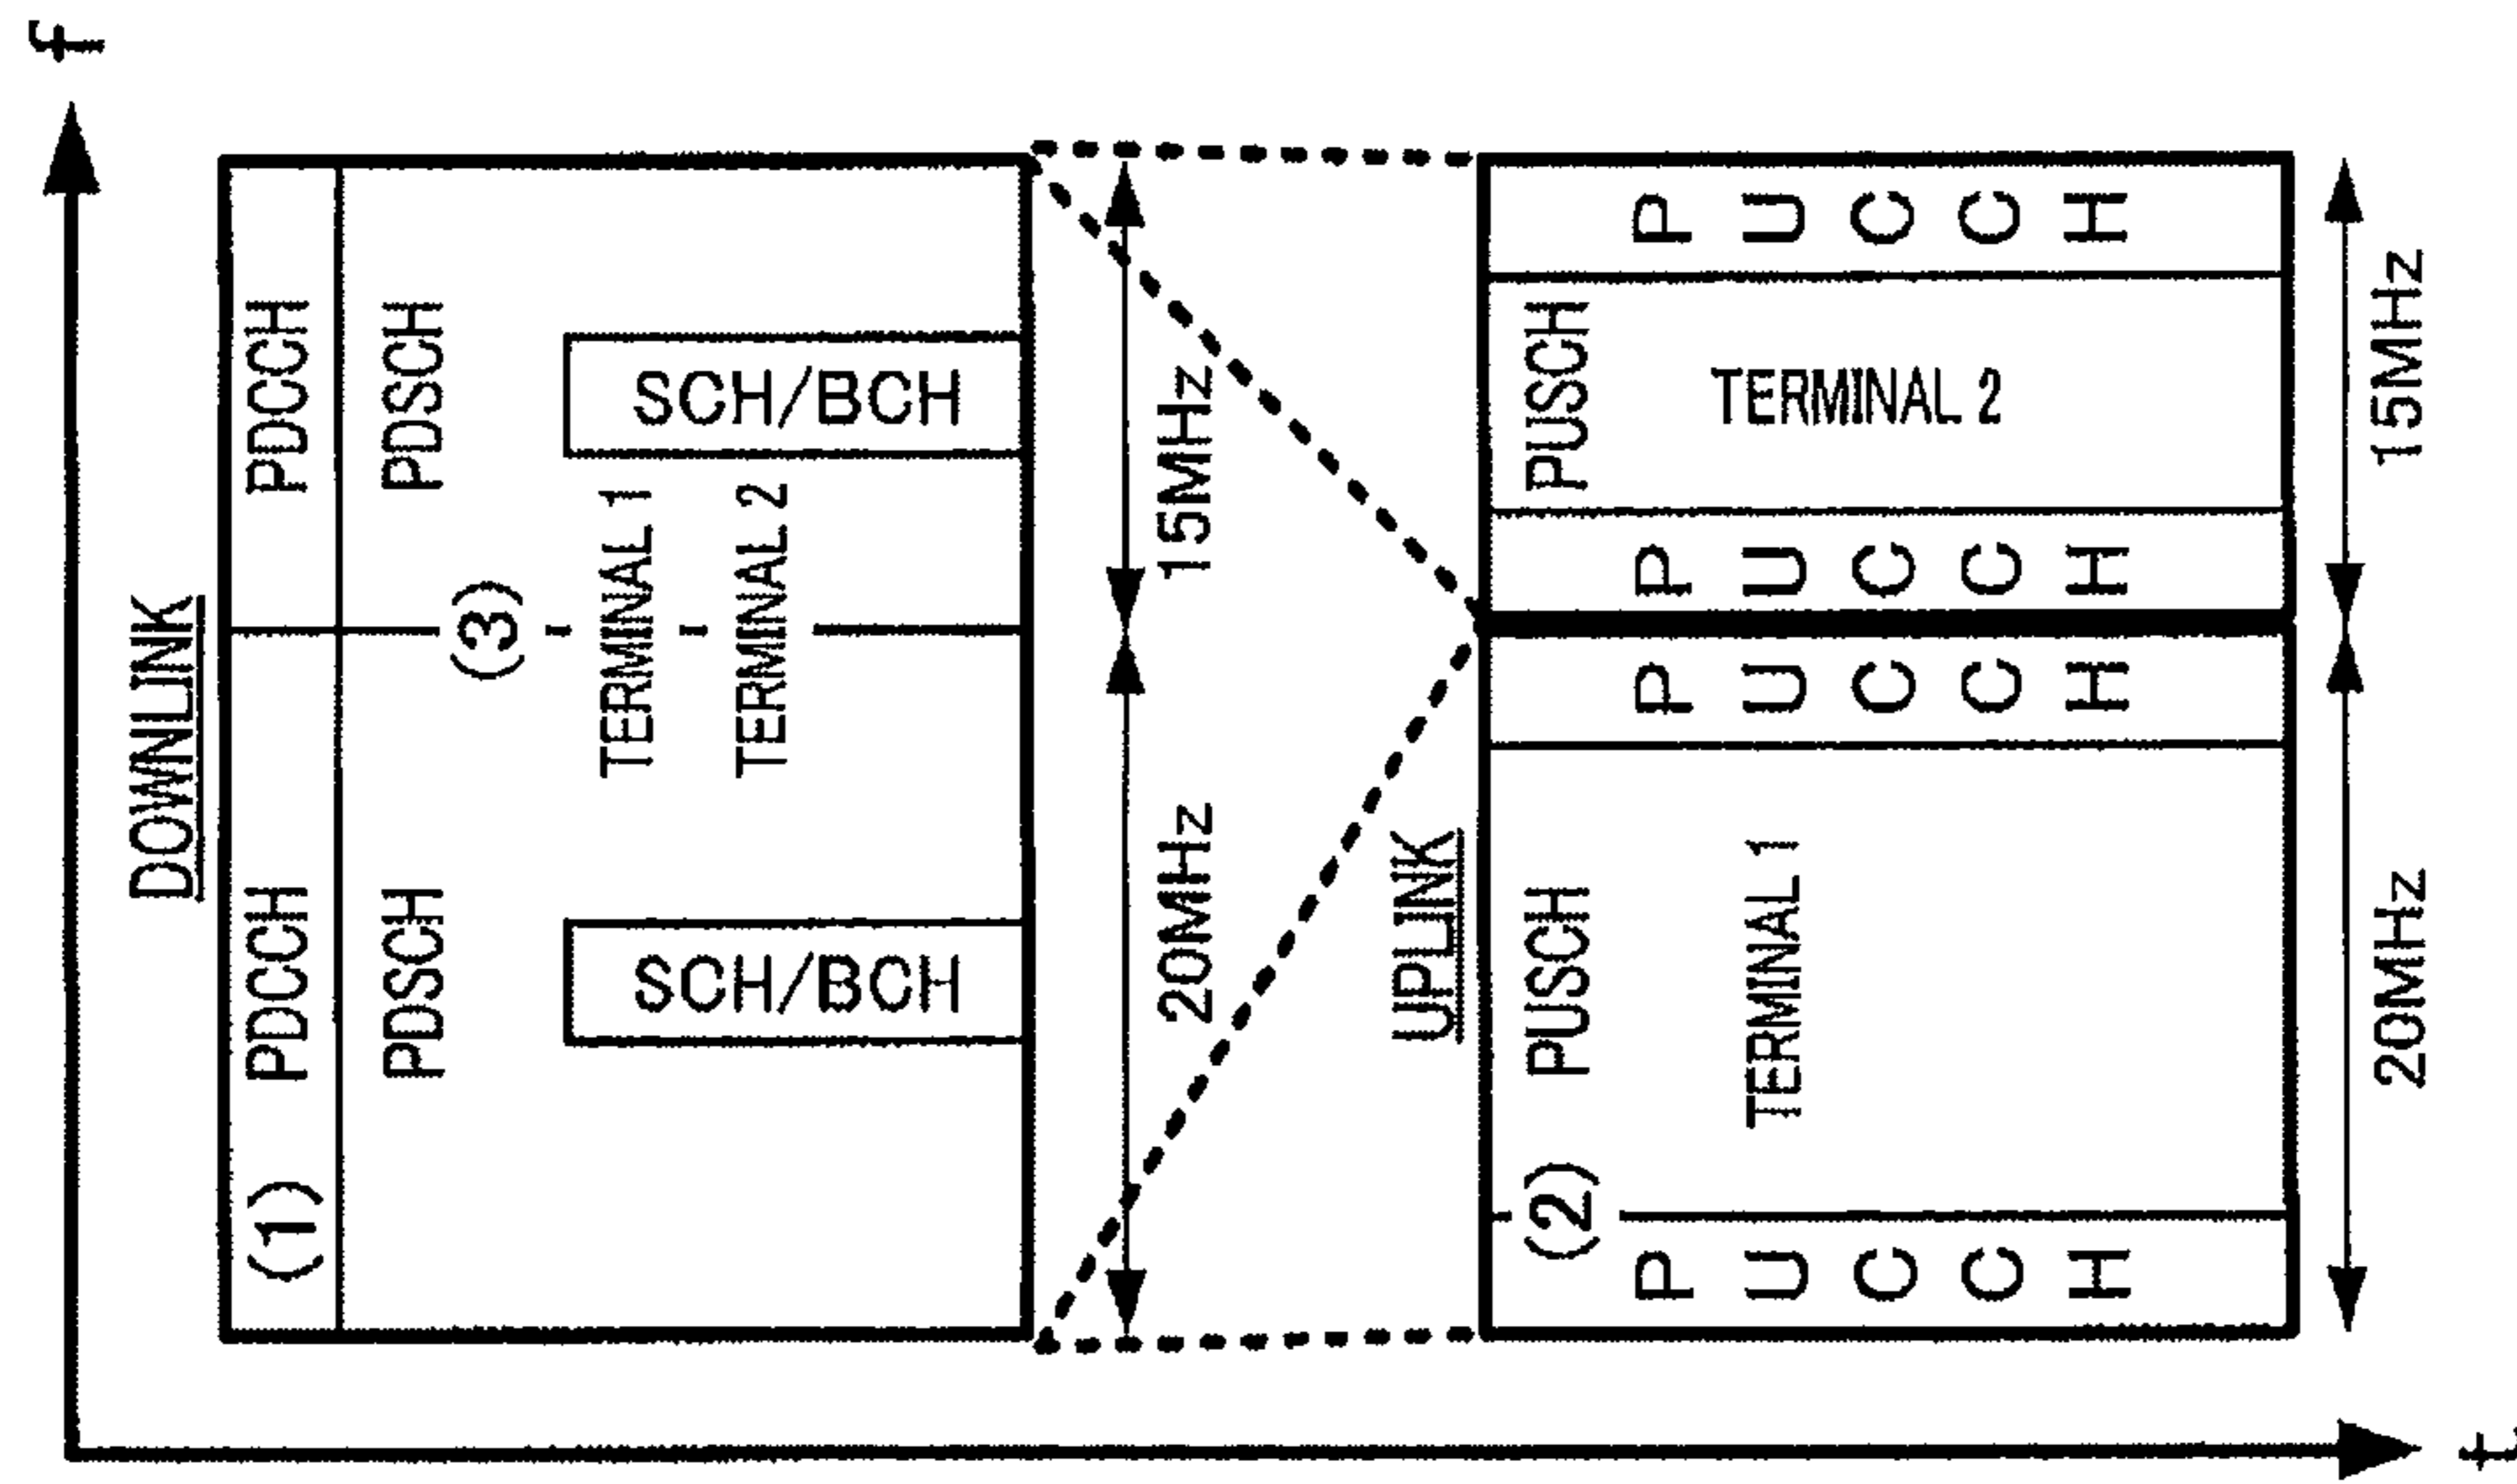 f
DOWNLINK
(1)
PDCCH
PDCCH
PDSCH
PDSCH
(3)
TERMINAL 1
TERMINAL 2
SCH/BCH
SCH/BCH
20MHz
15MHz
UPLINK
(2)
PUSCH
PUSCH
TERMINAL 1
TERMINAL 2
PUCCH
PUCCH
PUCCH
PUCCH
20MHz
15MHz
t